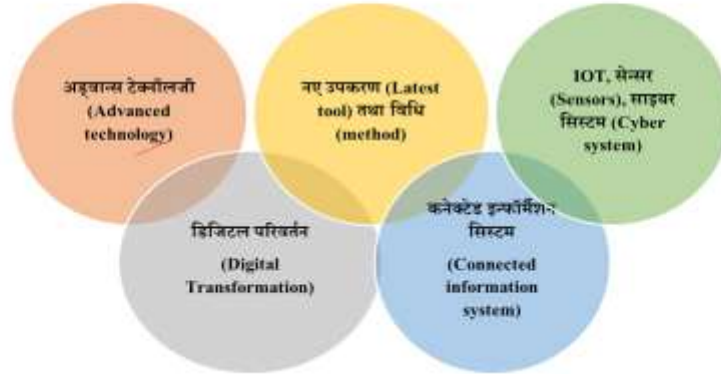 अड्वान्स टेक्नॉलजी
(Advanced
technology)
नए उपकरण (Latest
tool) तथा विधि
(method)
IOT, सेन्सर
(Sensors), साइबर
सिस्टम (Cyber
system)
डिजिटल परिवर्तन
(Digital
Transformation)
कनेक्टेड इन्फॉर्मेशन
सिस्टम
(Connected
information
system)